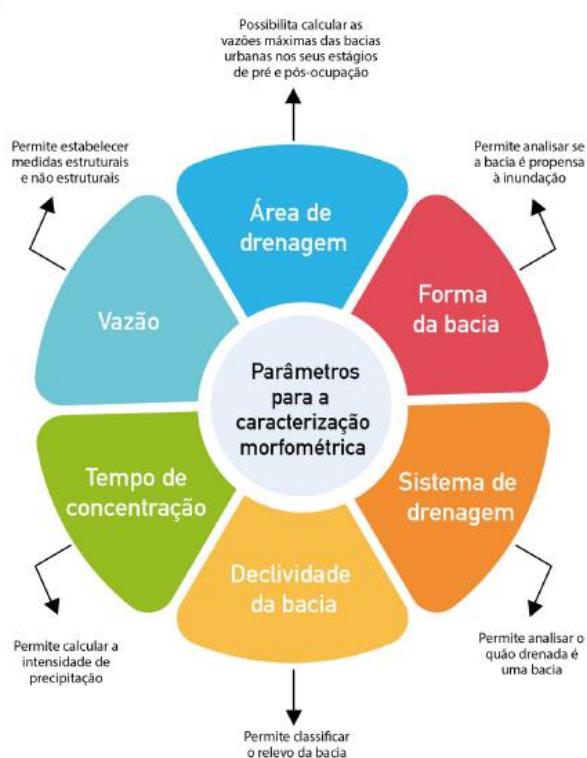 Possibilita calcular as
vazões máximas das bacias
urbanas nos seus estágios
de pré e pós-ocupação
Permite estabelecer
medidas estruturais
e não estruturais
Permite analisar se
a bacia é propensa
à inundação
Área de
drenagem
Vazão
Forma
da bacia
Parâmetros
para a
caracterização
morfométrica
Tempo de
concentração
Sistema de
drenagem
Declividade
da bacia
Permite calcular a
intensidade de
precipitação
Permite analisar o
quão drenada é
uma bacia
Permite classificar
o relevo da bacia